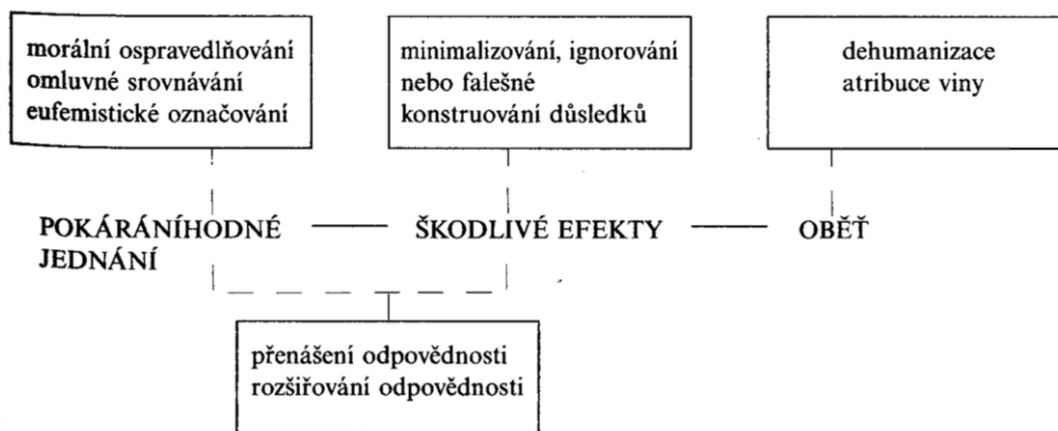 morální ospravedlňování
omluvné srovnávání
eufemistické označování
minimalizování, ignorování
nebo falešné
konstruování důsledků
dehumanizace
atribuce viny
POKÁRÁNÍHODNÉ
JEDNÁNÍ
ŠKODLIVÉ EFEKTY
OBĚŤ
přenášení odpovědnosti
rozšiřování odpovědnosti